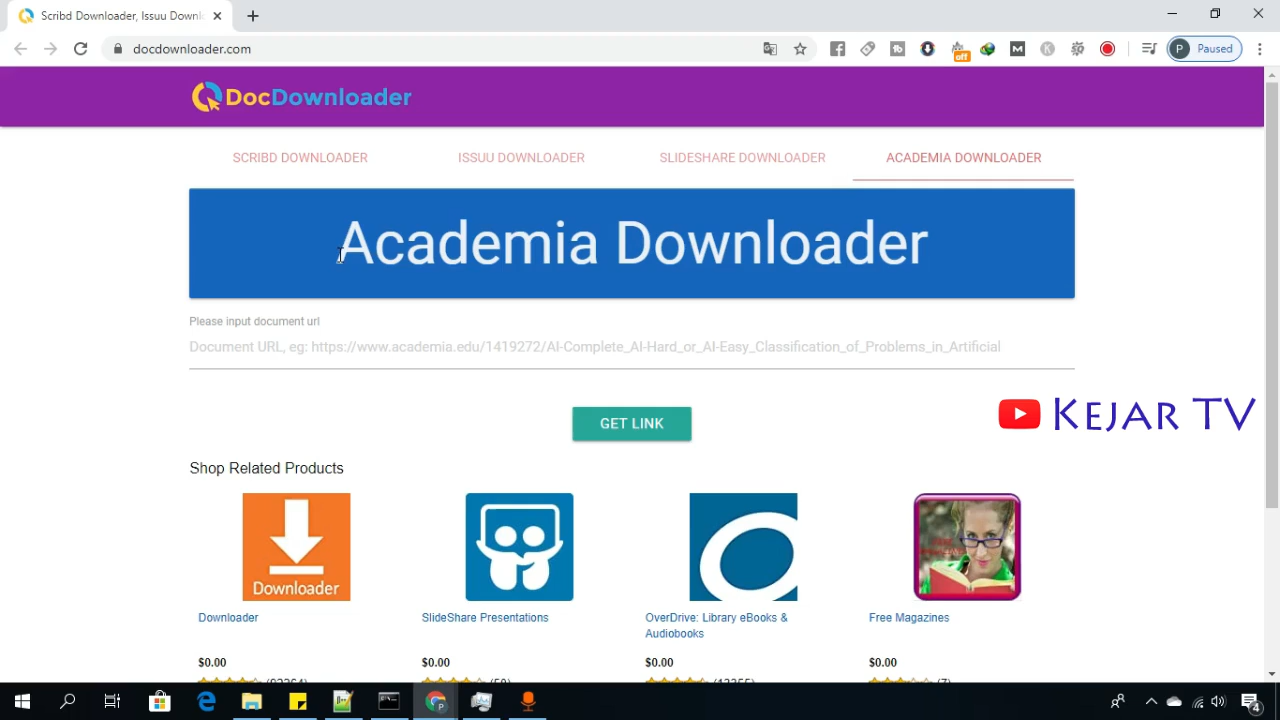 Scribd Downloader, Issuu Down
docdownloader.com
off
M
K
P Paused
DocDownloader
SCRIBD DOWNLOADER
ISSUU DOWNLOADER
SLIDESHARE DOWNLOADER
ACADEMIA DOWNLOADER
Academia Downloader
Please input document url
Document URL, eg: https://www.academia.edu/1419272/AI-Complete_AI-Hard_or_AI-Easy_Classification_of_Problems_in_Artificial
GET LINK
KEJAR TV
Shop Related Products
Downloader
Downloader
SlideShare Presentations
OverDrive: Library eBooks &
Audiobooks
Free Magazines
$0.00
$0.00
$0.00
$0.00
4